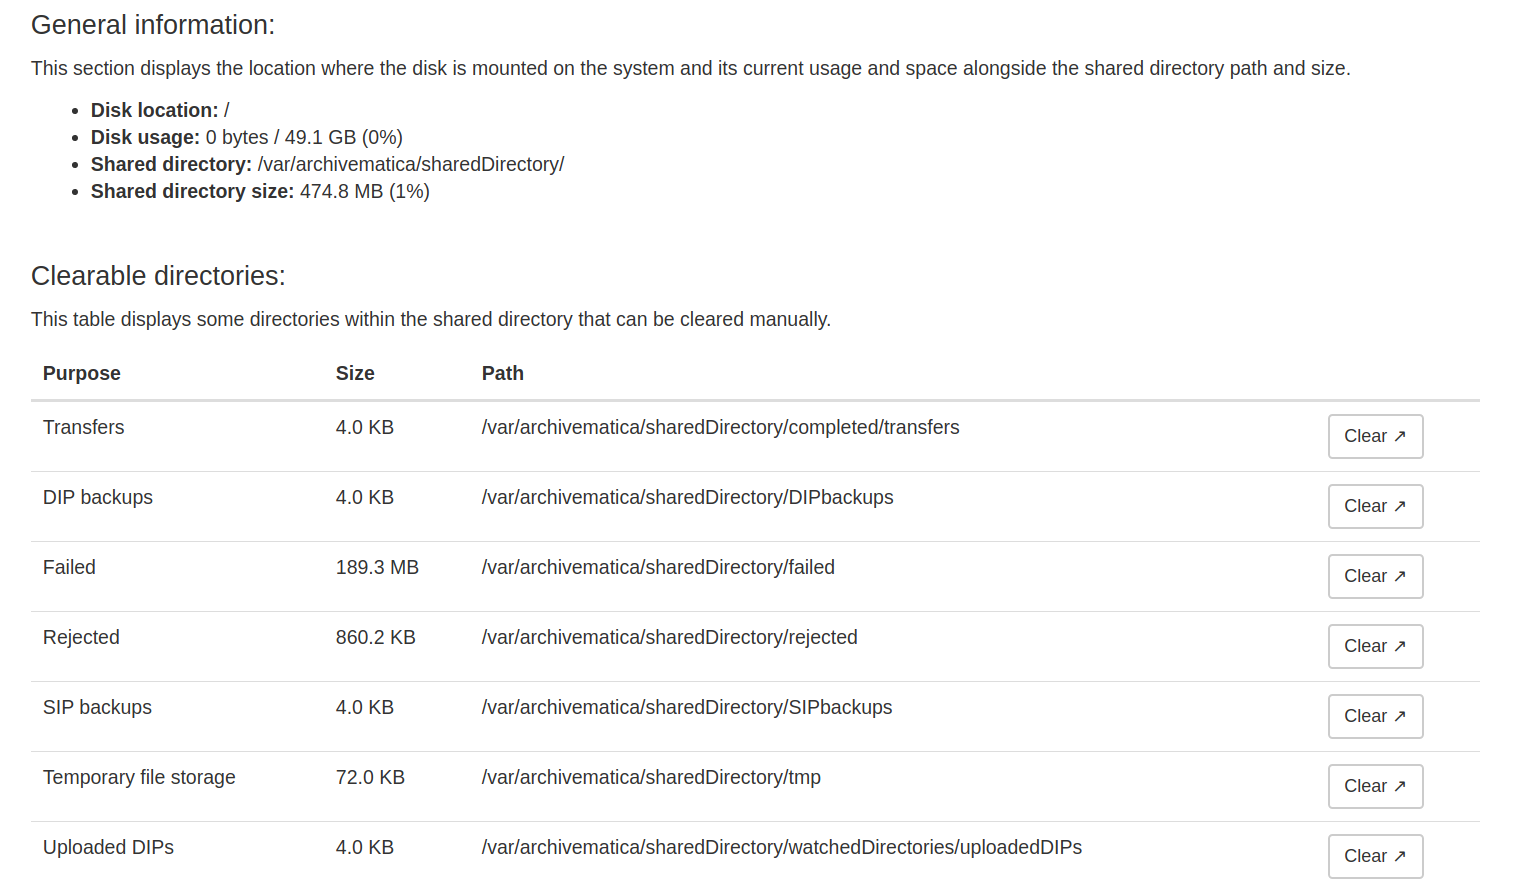 General information:
This section displays the location where the disk is mounted on the system and its current usage and space alongside the shared directory path and size.
• Disk location: /
• Disk usage: 0 bytes / 49.1 GB (0%)
• Shared directory: /var/archivematica/sharedDirectory/
• Shared directory size: 474.8 MB (1%)
Clearable directories:
This table displays some directories within the shared directory that can be cleared manually.
Purpose Size Path
Transfers 4.0 KB /var/archivematica/sharedDirectory/completed/transfers Clear ↗
DIP backups 4.0 KB /var/archivematica/sharedDirectory/DIPbackups Clear ↗
Failed 189.3 MB /var/archivematica/sharedDirectory/failed Clear ↗
Rejected 860.2 KB /var/archivematica/sharedDirectory/rejected Clear ↗
SIP backups 4.0 KB /var/archivematica/sharedDirectory/SIPbackups Clear ↗
Temporary file storage 72.0 KB /var/archivematica/sharedDirectory/tmp Clear ↗
Uploaded DIPs 4.0 KB /var/archivematica/sharedDirectory/watchedDirectories/uploadedDIPs Clear ↗